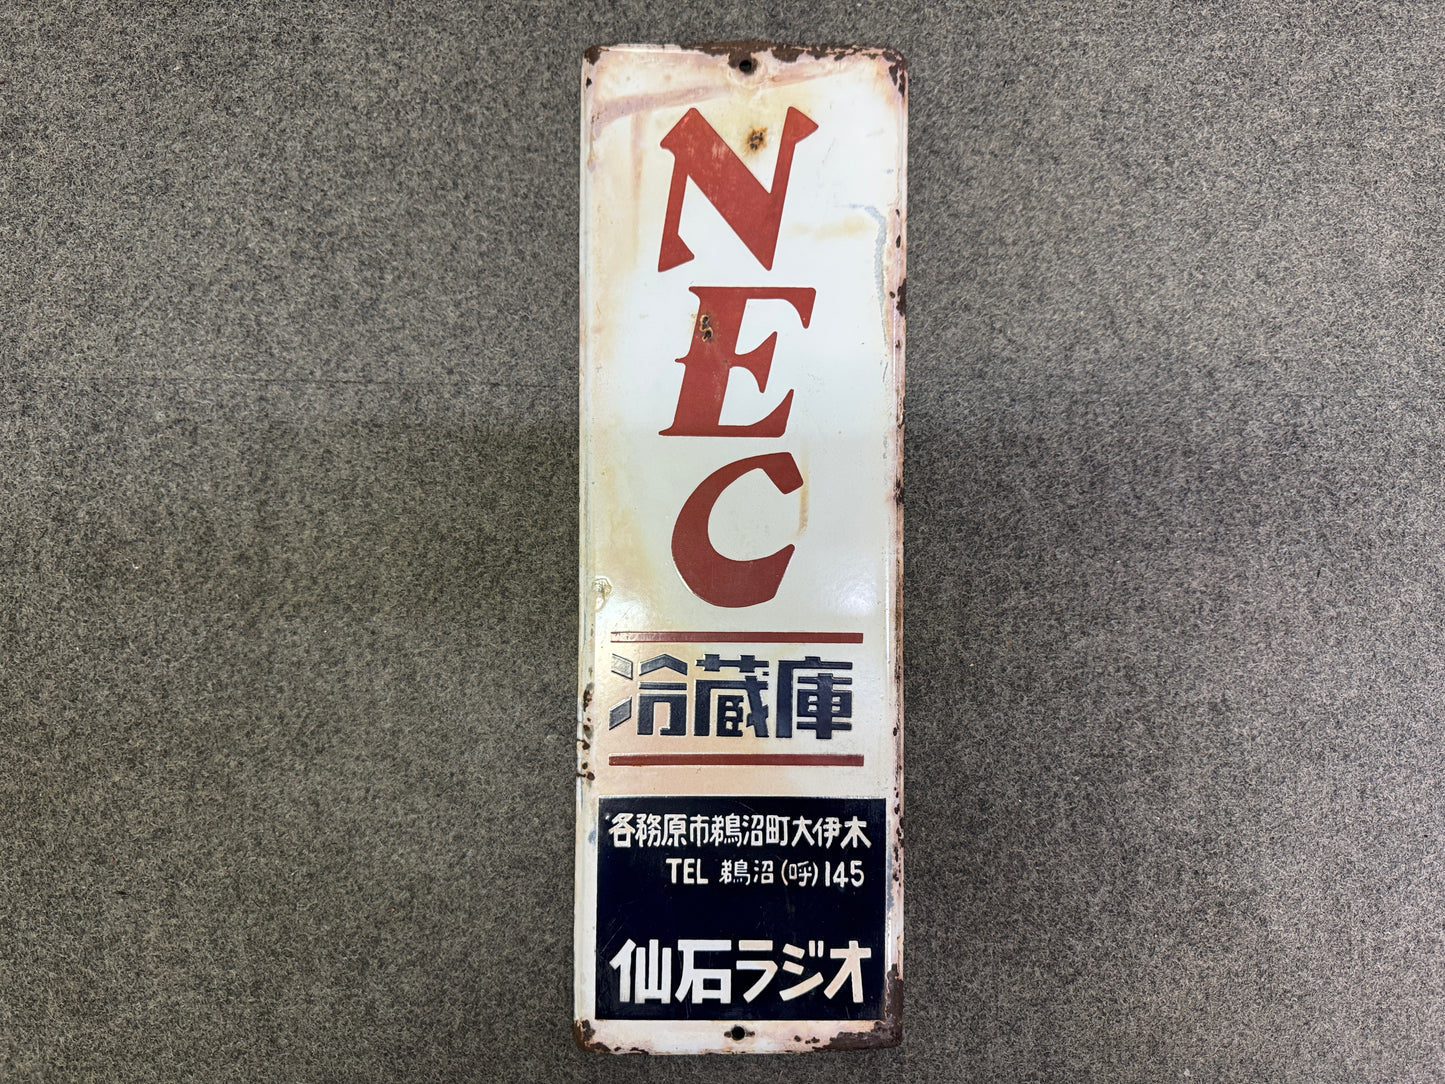 NEC
冷蔵庫
各務原市鵜沼町大伊木
TEL 鵜沼(呼)145
仙石ラジオ